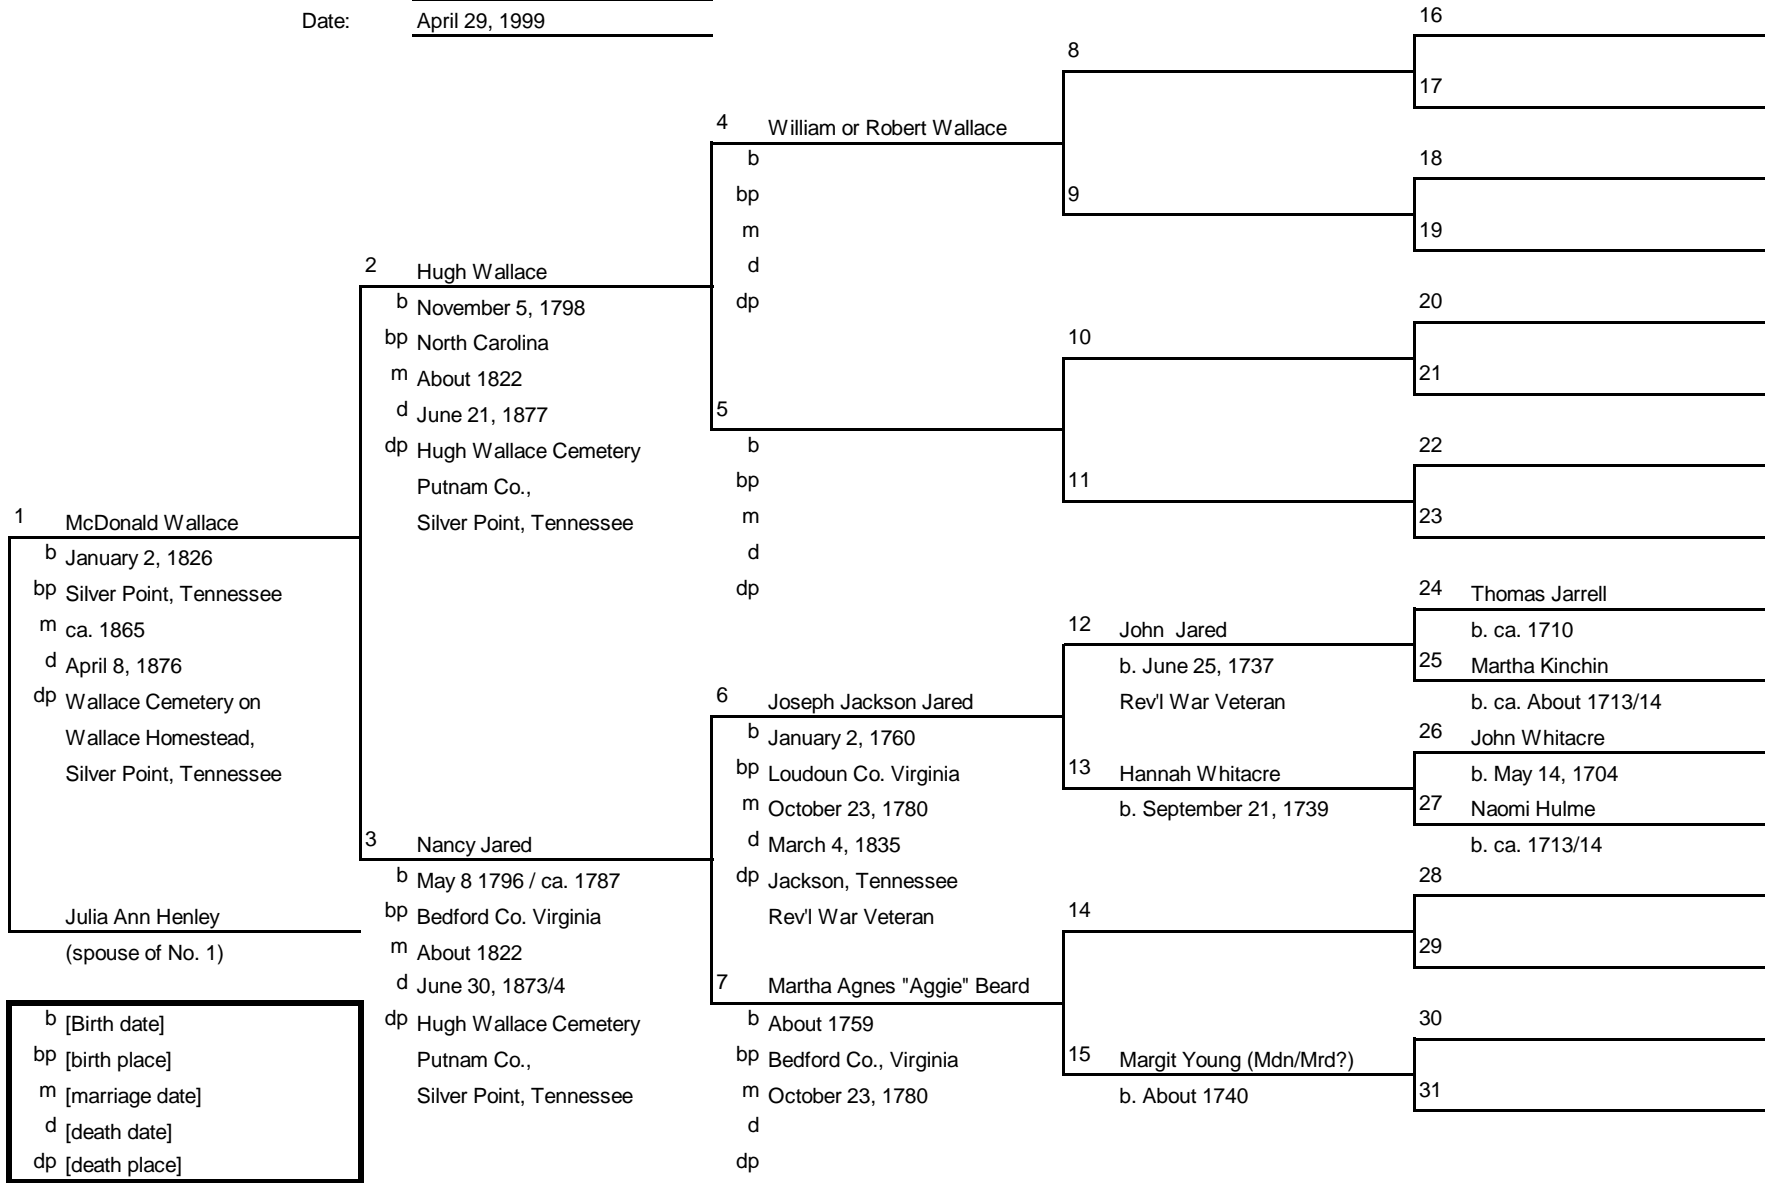 Date: April 29, 1999
1 McDonald Wallace
b January 2, 1826
bp Silver Point, Tennessee
m ca. 1865
d April 8, 1876
dp Wallace Cemetery on
Wallace Homestead,
Silver Point, Tennessee
Julia Ann Henley
(spouse of No. 1)
b [Birth date]
bp [birth place]
m [marriage date]
d [death date]
dp [death place]
2 Hugh Wallace
b November 5, 1798
bp North Carolina
m About 1822
d June 21, 1877
dp Hugh Wallace Cemetery
Putnam Co.,
Silver Point, Tennessee
3 Nancy Jared
b May 8 1796 / ca. 1787
bp Bedford Co. Virginia
m About 1822
d June 30, 1873/4
dp Hugh Wallace Cemetery
Putnam Co.,
Silver Point, Tennessee
4 William or Robert Wallace
b
bp
m
d
dp
5
b
bp
m
d
dp
6 Joseph Jackson Jared
b January 2, 1760
bp Loudoun Co. Virginia
m October 23, 1780
d March 4, 1835
dp Jackson, Tennessee
Rev'l War Veteran
7 Martha Agnes "Aggie" Beard
b About 1759
bp Bedford Co., Virginia
m October 23, 1780
d
dp
8
9
10
11
12 John Jared
b. June 25, 1737
Rev'l War Veteran
13 Hannah Whitacre
b. September 21, 1739
14
15 Margit Young (Mdn/Mrd?)
b. About 1740
16
17
18
19
20
21
22
23
24 Thomas Jarrell
b. ca. 1710
25 Martha Kinchin
b. ca. About 1713/14
26 John Whitacre
b. May 14, 1704
27 Naomi Hulme
b. ca. 1713/14
28
29
30
31